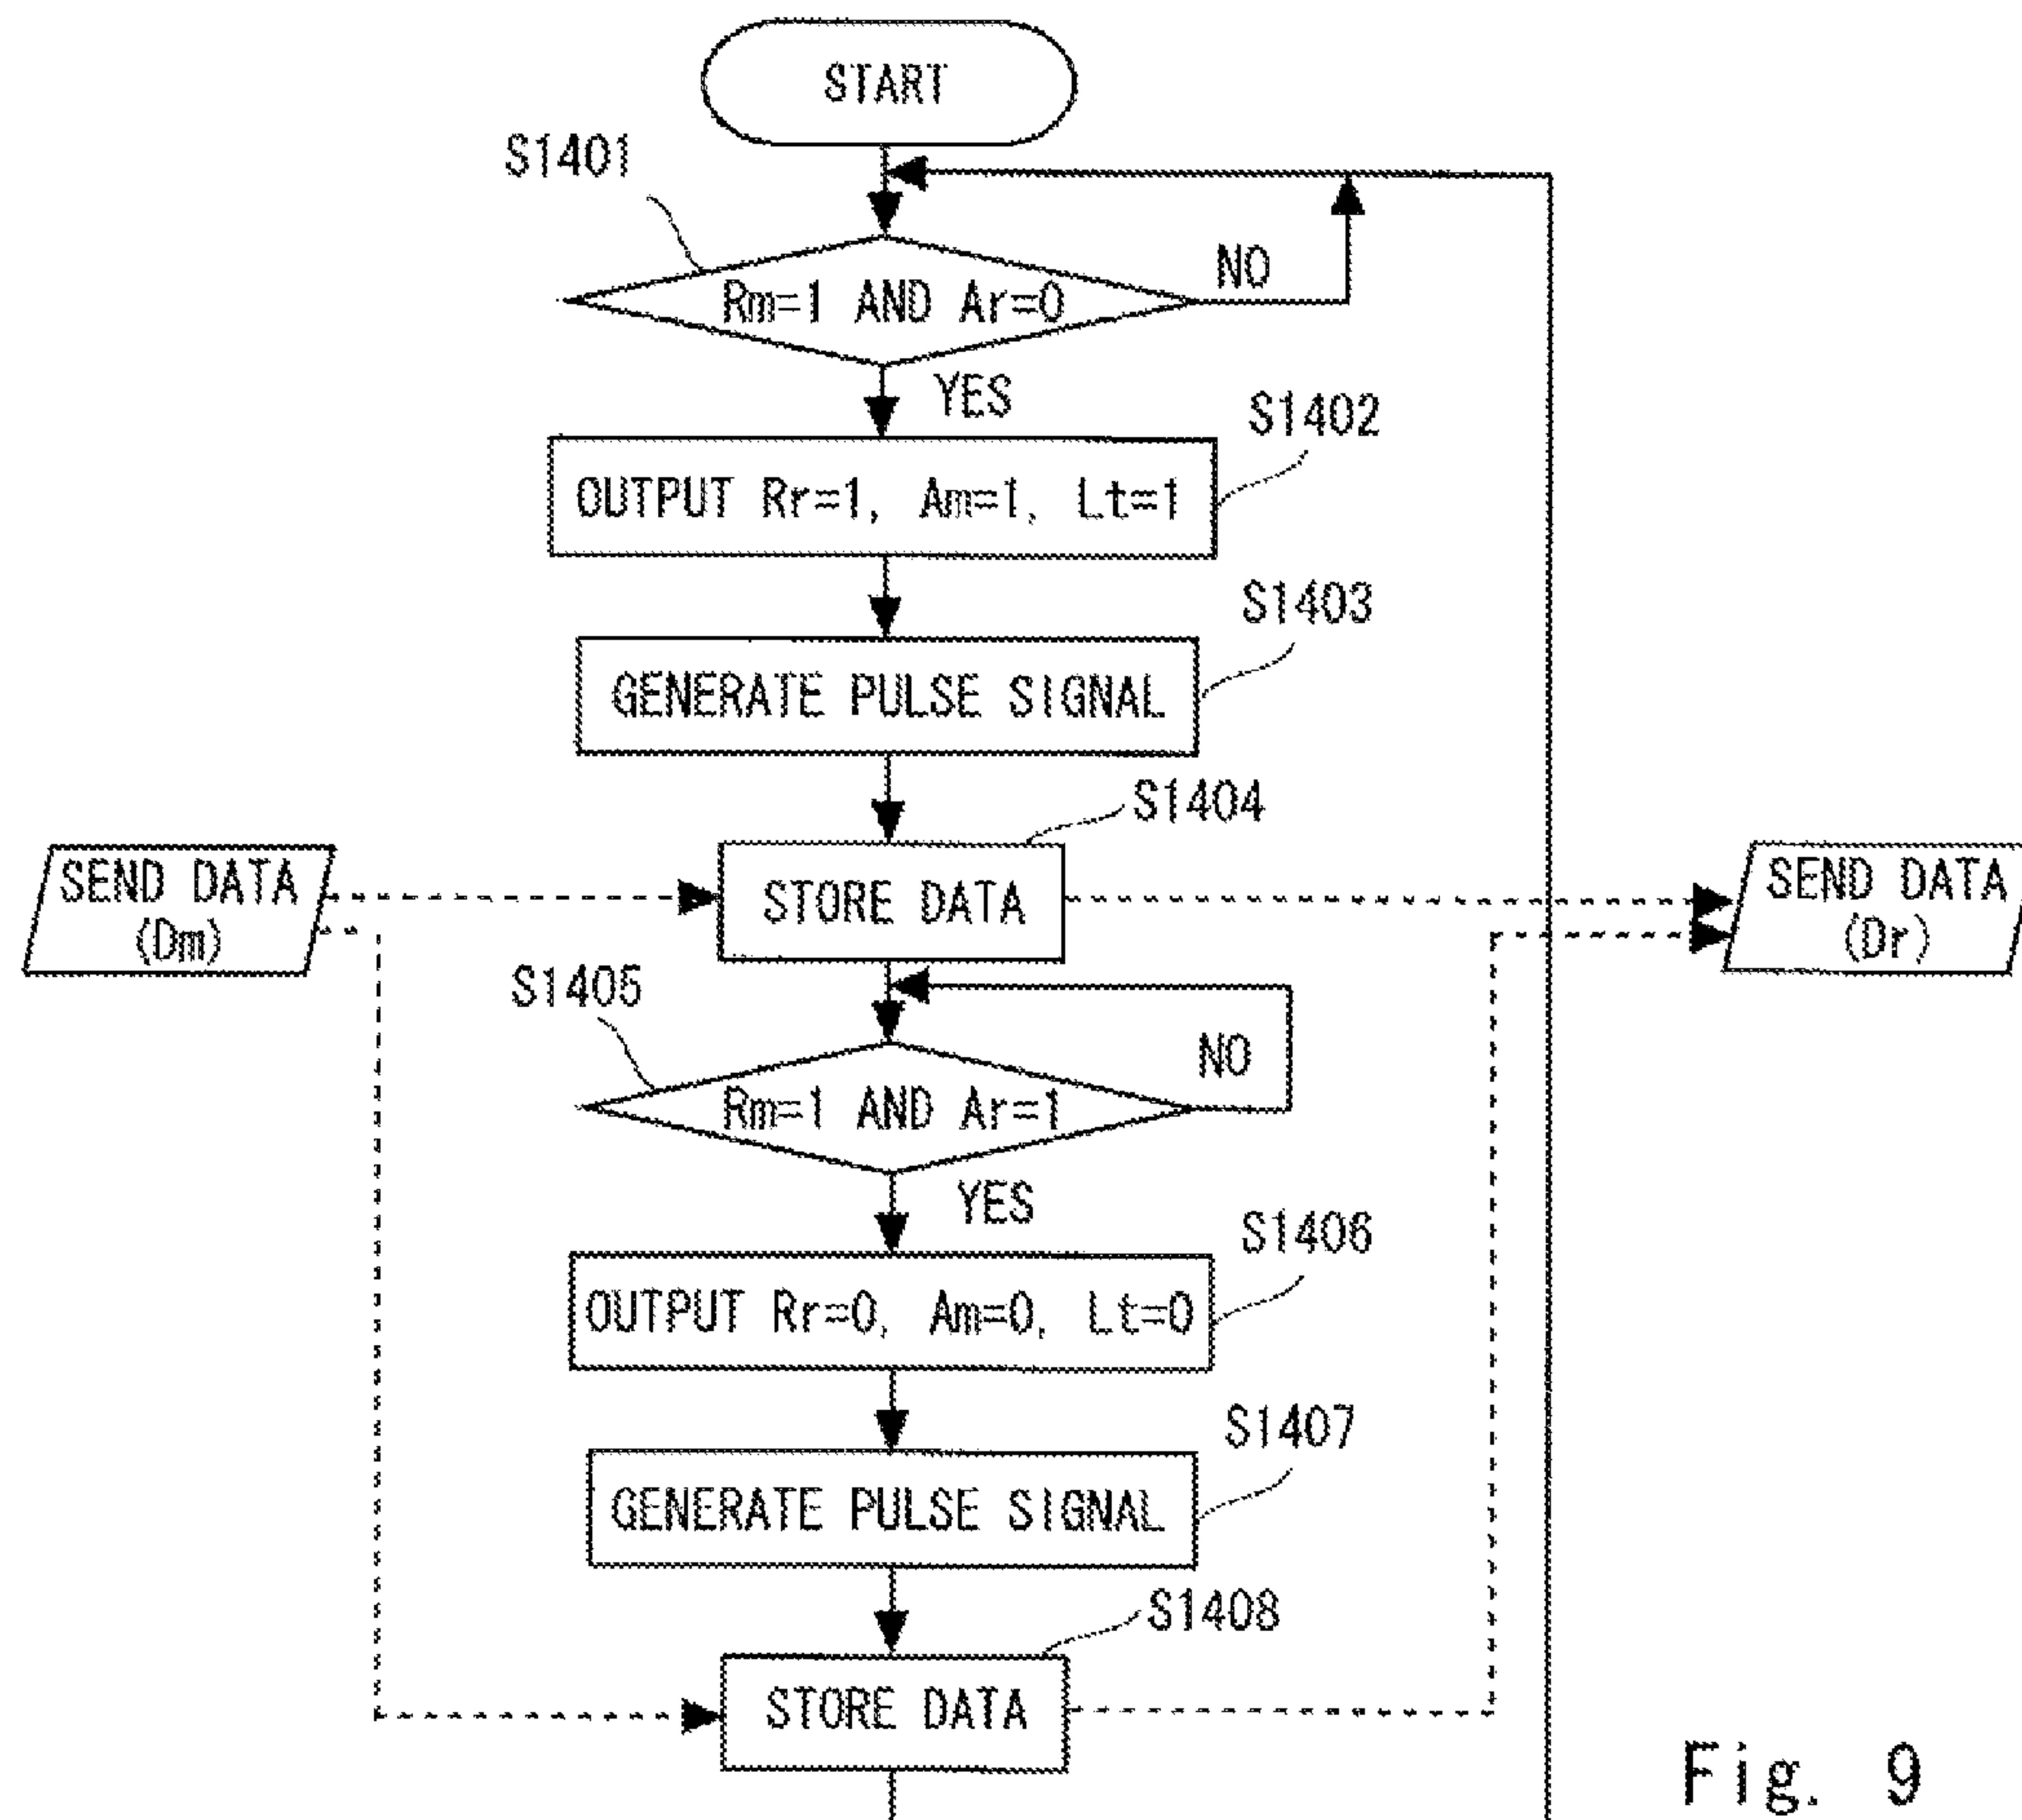 START
S1401
Rm=1 AND Ar=0
NO
YES
S1402
OUTPUT Rr=1, Am=1, Lt=1
S1403
GENERATE PULSE SIGNAL
S1404
SEND DATA
(Dm)
STORE DATA
SEND DATA
(Dr)
S1405
NO
Rm=1 AND Ar=1
YES
S1406
OUTPUT Rr=0, Am=0, Lt=0
S1407
GENERATE PULSE SIGNAL
S1408
STORE DATA
Fig. 9